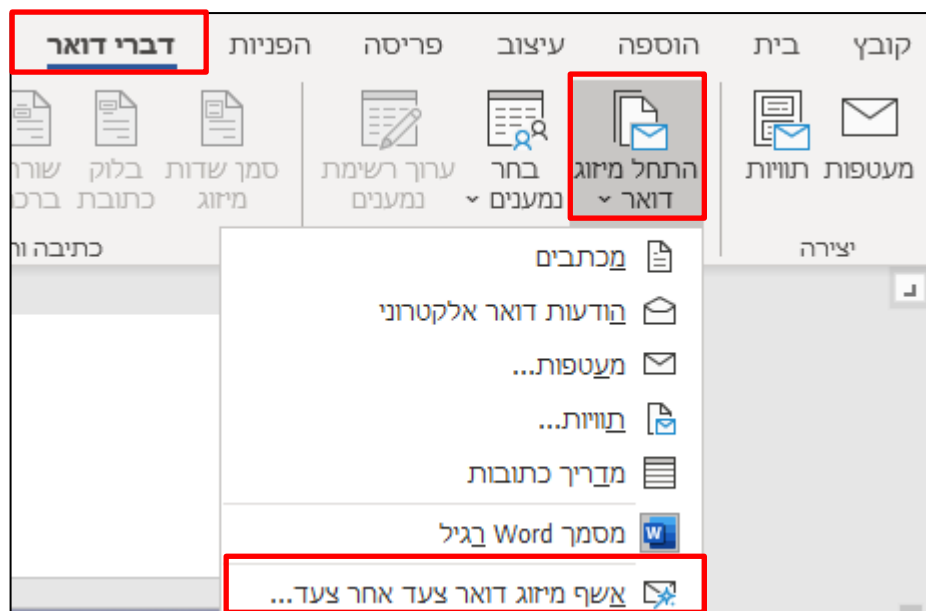 קובץ בית הוספה עיצוב פריסה הפניות דברי דואר
מעטפות תוויות התחל מיזוג דואר בחר נמענים ערוך רשימת נמענים סמן שדות מיזוג בלוק כתובת
יצירה
מכתבים
הודעות דואר אלקטרוני
מעטפות...
תוויות...
מדריך כתובות
מסמך Word רגיל
אשף מיזוג דואר צעד אחר צעד...